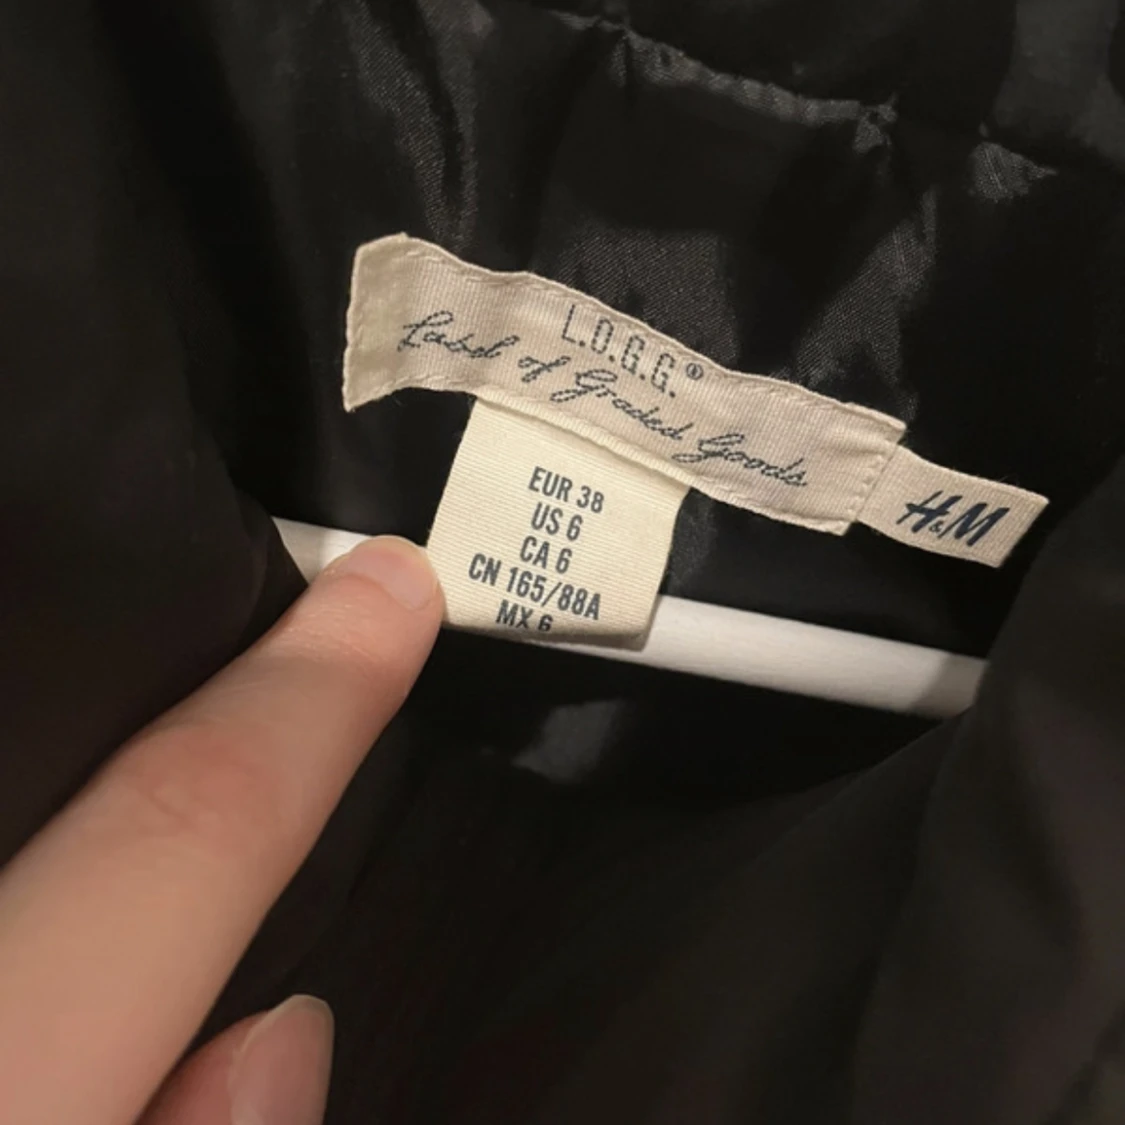 L.O.G.G.®
Label of Graded Goods
H&M
EUR 38
US 6
CA 6
CN 165/88A
MX 6